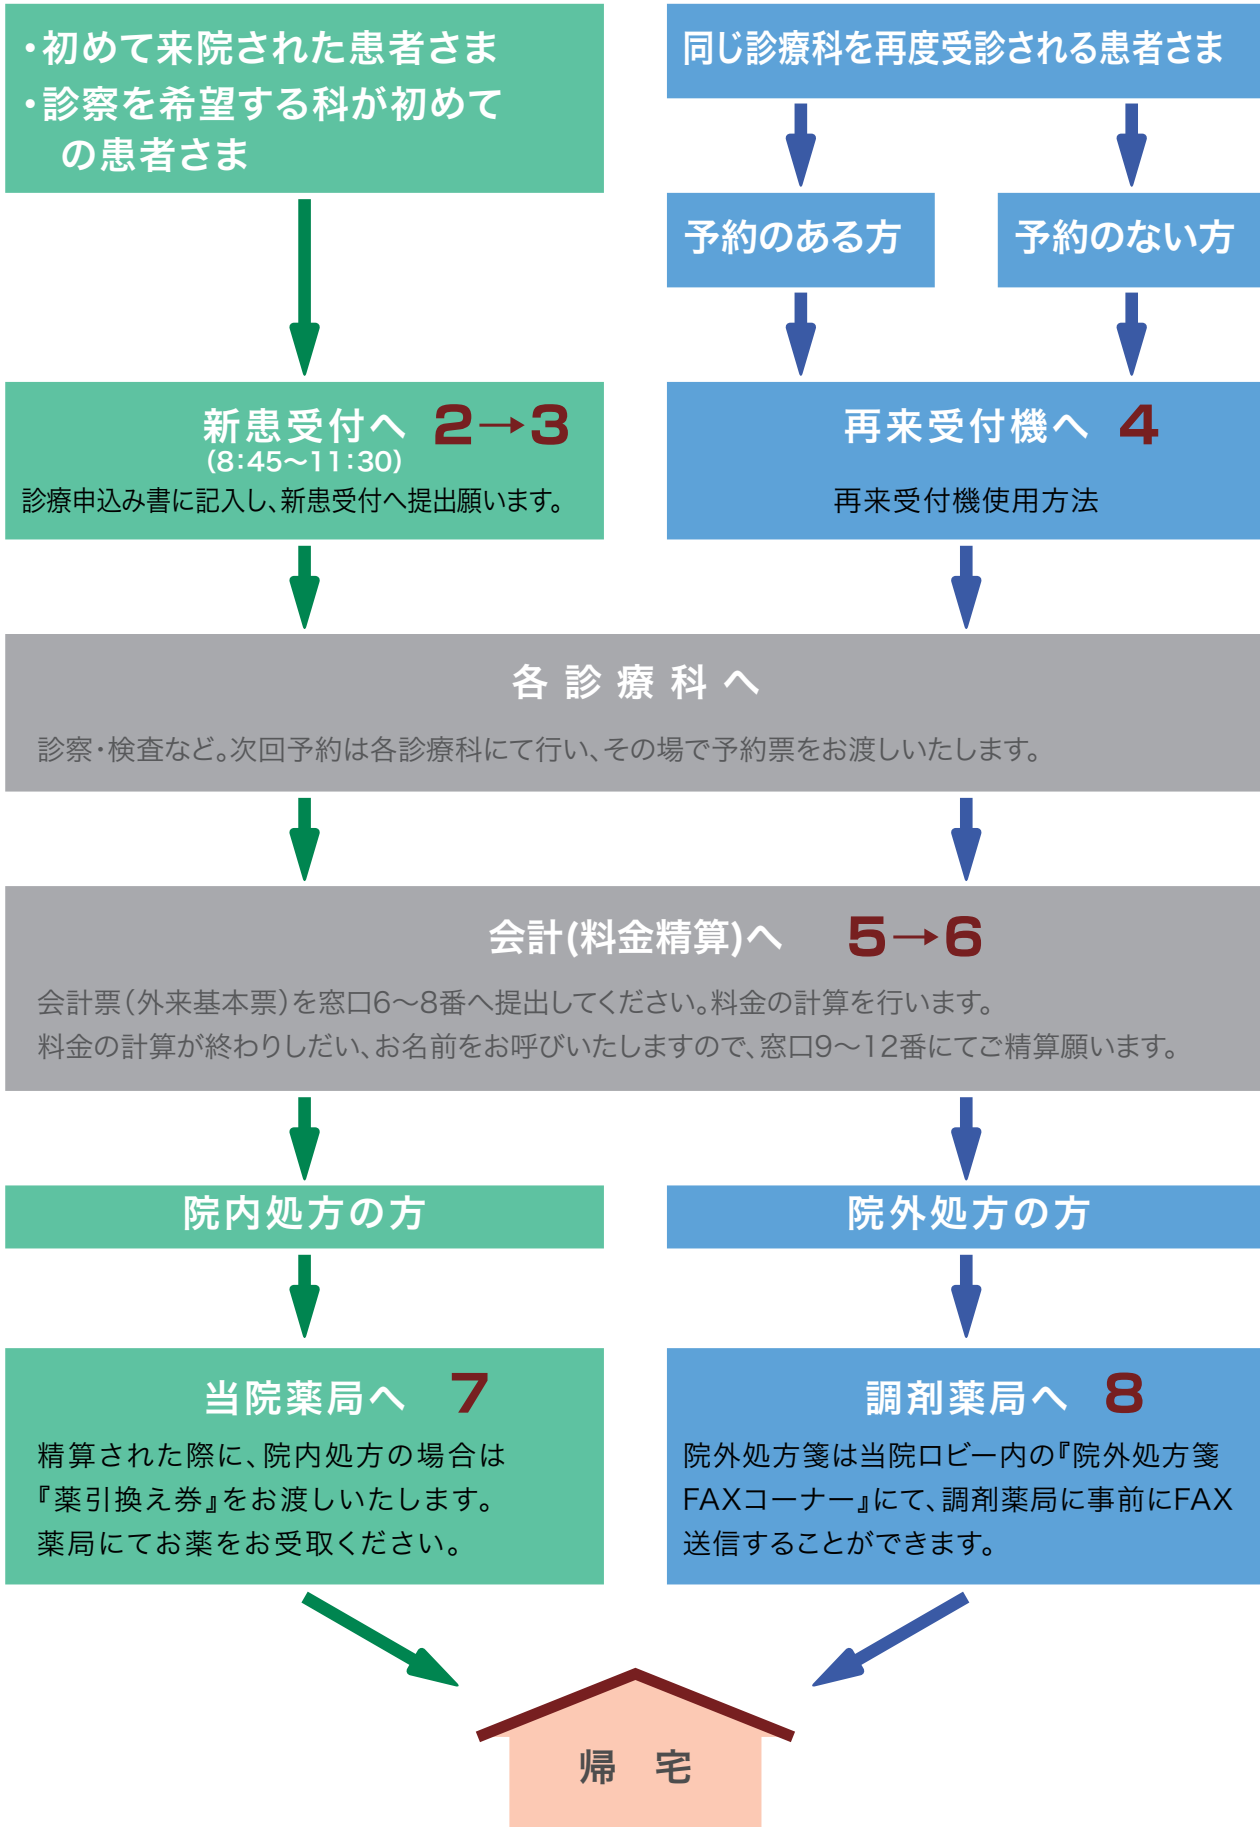 ・初めて来院された患者さま
・診察を希望する科が初めて
の患者さま
同じ診療科を再度受診される患者さま
予約のある方
予約のない方
新患受付へ 2→3
(8:45〜11:30)
診療申込み書に記入し、新患受付へ提出願います。
再来受付機へ 4
再来受付機使用方法
各診療科へ
診察・検査など。次回予約は各診療科にて行い、その場で予約票をお渡しいたします。
会計(料金精算)へ 5→6
会計票(外来基本票)を窓口6〜8番へ提出してください。料金の計算を行います。
料金の計算が終わりしだい、お名前をお呼びいたしますので、窓口9〜12番にてご精算願います。
院内処方の方
院外処方の方
当院薬局へ 7
精算された際に、院内処方の場合は
『薬引換え券』をお渡しいたします。
薬局にてお薬をお受取ください。
調剤薬局へ 8
院外処方箋は当院ロビー内の『院外処方箋
FAXコーナー』にて、調剤薬局に事前にFAX
送信することができます。
帰 宅